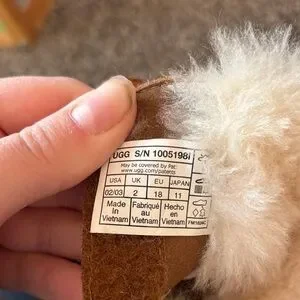 UGG S/N 1005198I
May be covered by Pat:
www.ugg.com/patents
USA UK EU JAPAN
02/03 2 18 11
Made in Vietnam
Fabriqué au Vietnam
Hecho en Vietnam